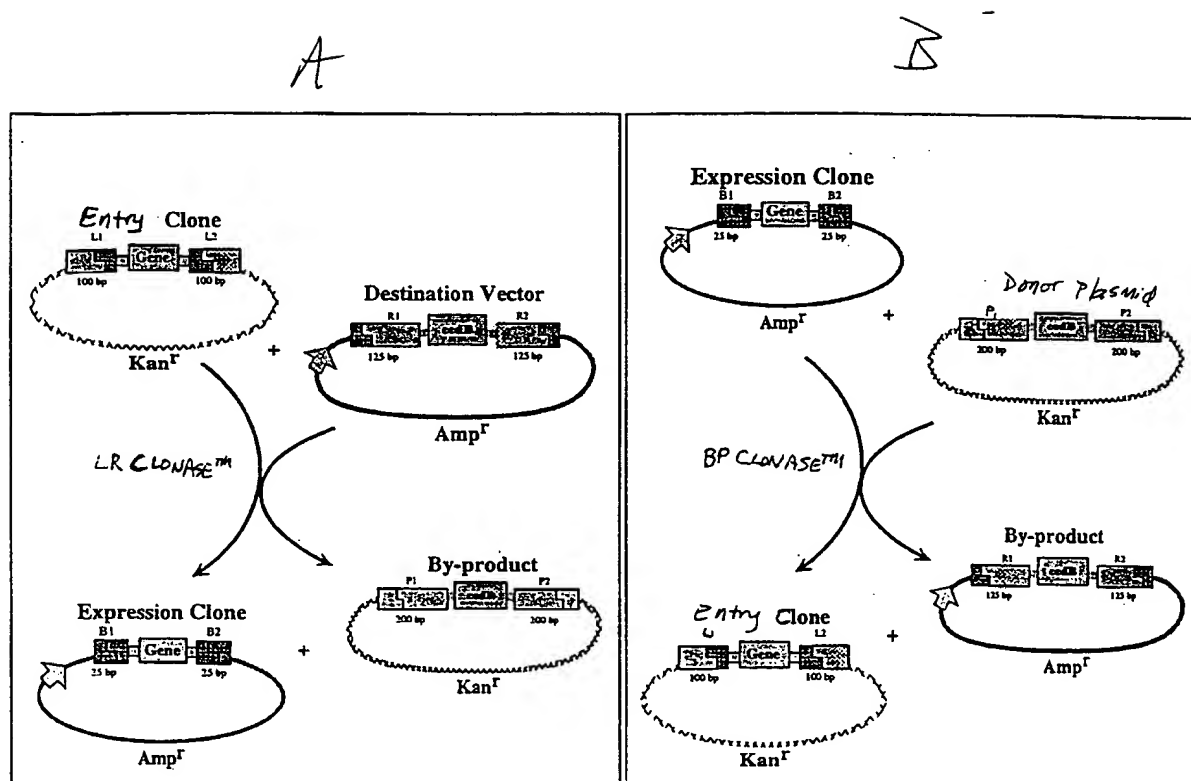 A
Entry Clone
L1
L2
Gene
100 bp
100 bp
Kanr
+
Destination Vector
R1
R2
ccdB
125 bp
125 bp
Ampr
LR CLONASE™
By-product
P1
P2
ccdB
200 bp
200 bp
Kanr
Expression Clone
B1
B2
Gene
25 bp
25 bp
+
Ampr
B
Expression Clone
B1
B2
Gene
25 bp
25 bp
Ampr
+
Donor plasmid
P1
P2
ccdB
200 bp
200 bp
Kanr
BP CLONASE™
By-product
R1
R2
ccdB
125 bp
125 bp
Ampr
Entry Clone
L2
Gene
100 bp
100 bp
+
Kanr